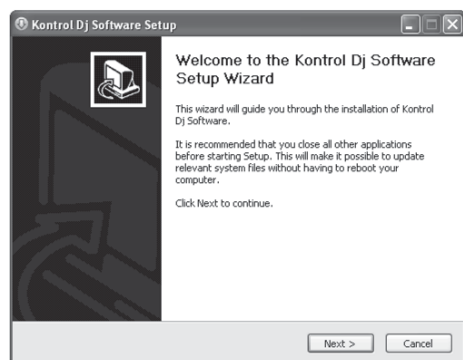 Kontrol Dj Software Setup
Welcome to the Kontrol Dj Software
Setup Wizard
This wizard will guide you through the installation of Kontrol
Dj Software.
It is recommended that you close all other applications
before starting Setup. This will make it possible to update
relevant system files without having to reboot your
computer.
Click Next to continue.
Next >
Cancel